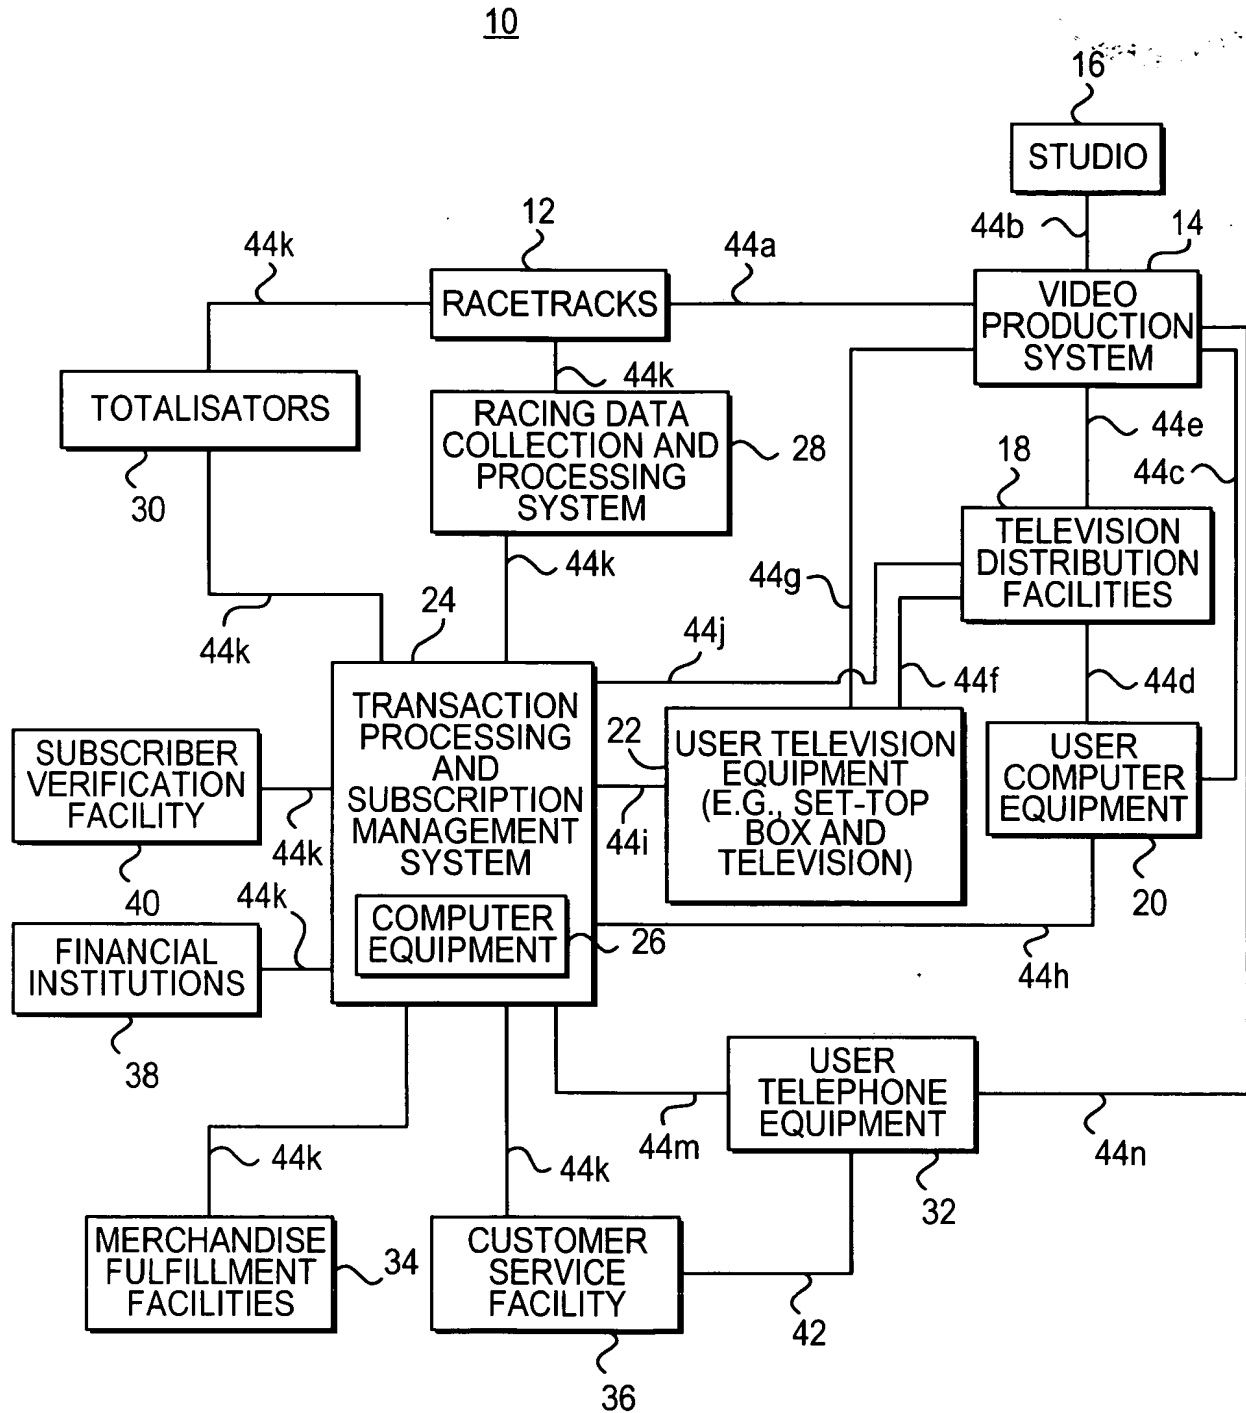 10
16
STUDIO
12
44k
44a
44b
14
RACETRACKS
VIDEO
PRODUCTION
SYSTEM
44k
TOTALISATORS
30
RACING DATA
COLLECTION AND
PROCESSING
SYSTEM
28
44e
44c
18
TELEVISION
DISTRIBUTION
FACILITIES
44k
44g
44k
24
44j
44f
44d
TRANSACTION
PROCESSING
AND
SUBSCRIPTION
MANAGEMENT
SYSTEM
SUBSCRIBER
VERIFICATION
FACILITY
22
USER TELEVISION
EQUIPMENT
(E.G., SET-TOP
BOX AND
TELEVISION)
USER
COMPUTER
EQUIPMENT
44k
44i
40
44k
20
COMPUTER
EQUIPMENT
26
FINANCIAL
INSTITUTIONS
44h
38
USER
TELEPHONE
EQUIPMENT
44k
44k
44m
44n
32
MERCHANDISE
FULFILLMENT
FACILITIES
34
CUSTOMER
SERVICE
FACILITY
42
36